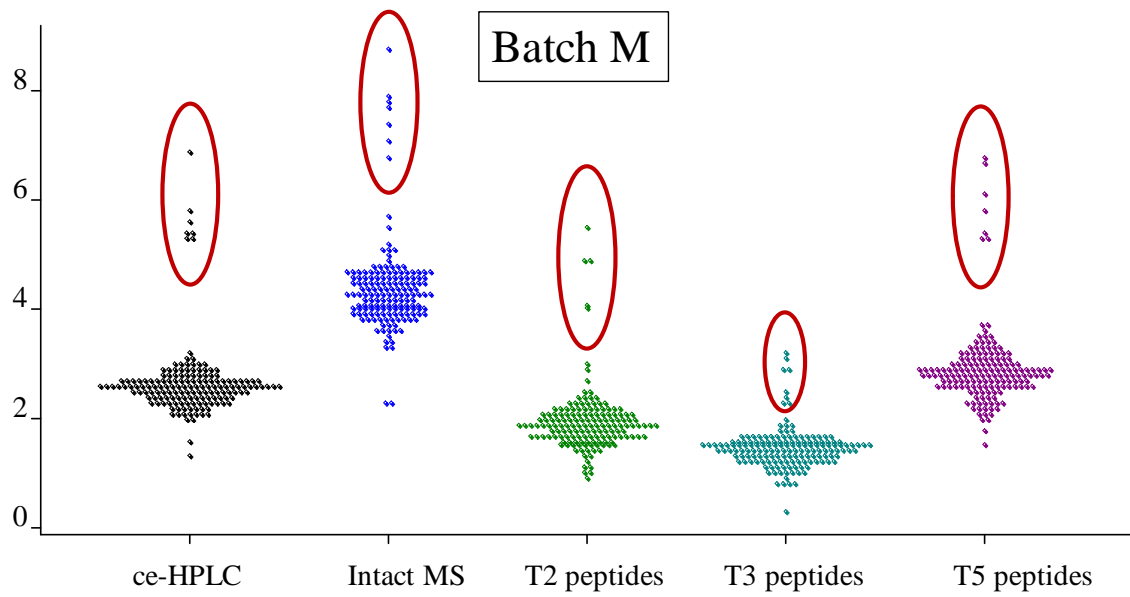 Batch M
8
6
4
2
0
ce-HPLC
Intact MS
T2 peptides
T3 peptides
T5 peptides